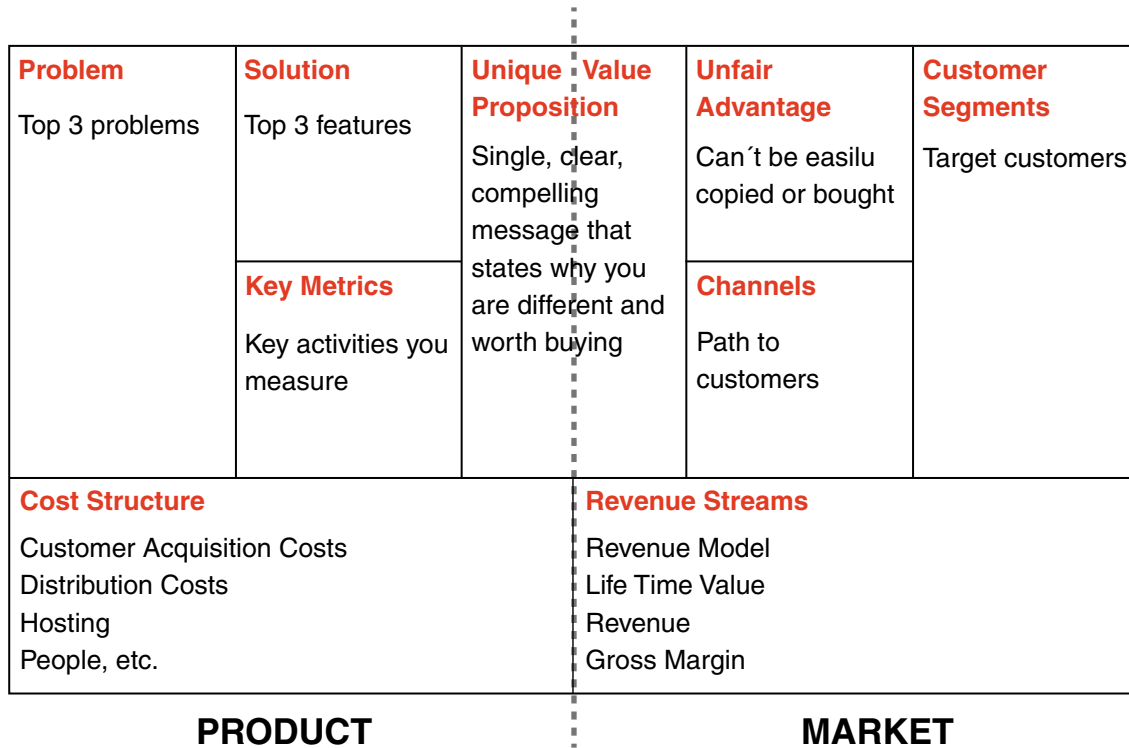 Problem
Top 3 problems
Solution
Top 3 features
Key Metrics
Key activities you
measure
Unique Value
Proposition
Single, clear,
compelling
message that
states why you
are different and
worth buying
Unfair
Advantage
Can´t be easilu
copied or bought
Channels
Path to
customers
Customer
Segments
Target customers
Cost Structure
Customer Acquisition Costs
Distribution Costs
Hosting
People, etc.
Revenue Streams
Revenue Model
Life Time Value
Revenue
Gross Margin
PRODUCT
MARKET